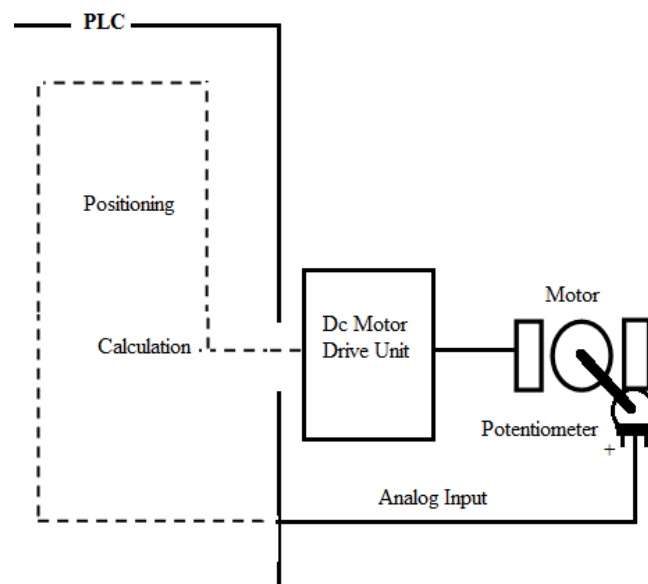 PLC
Positioning
Calculation
Dc Motor
Drive Unit
Motor
Potentiometer
+
Analog Input